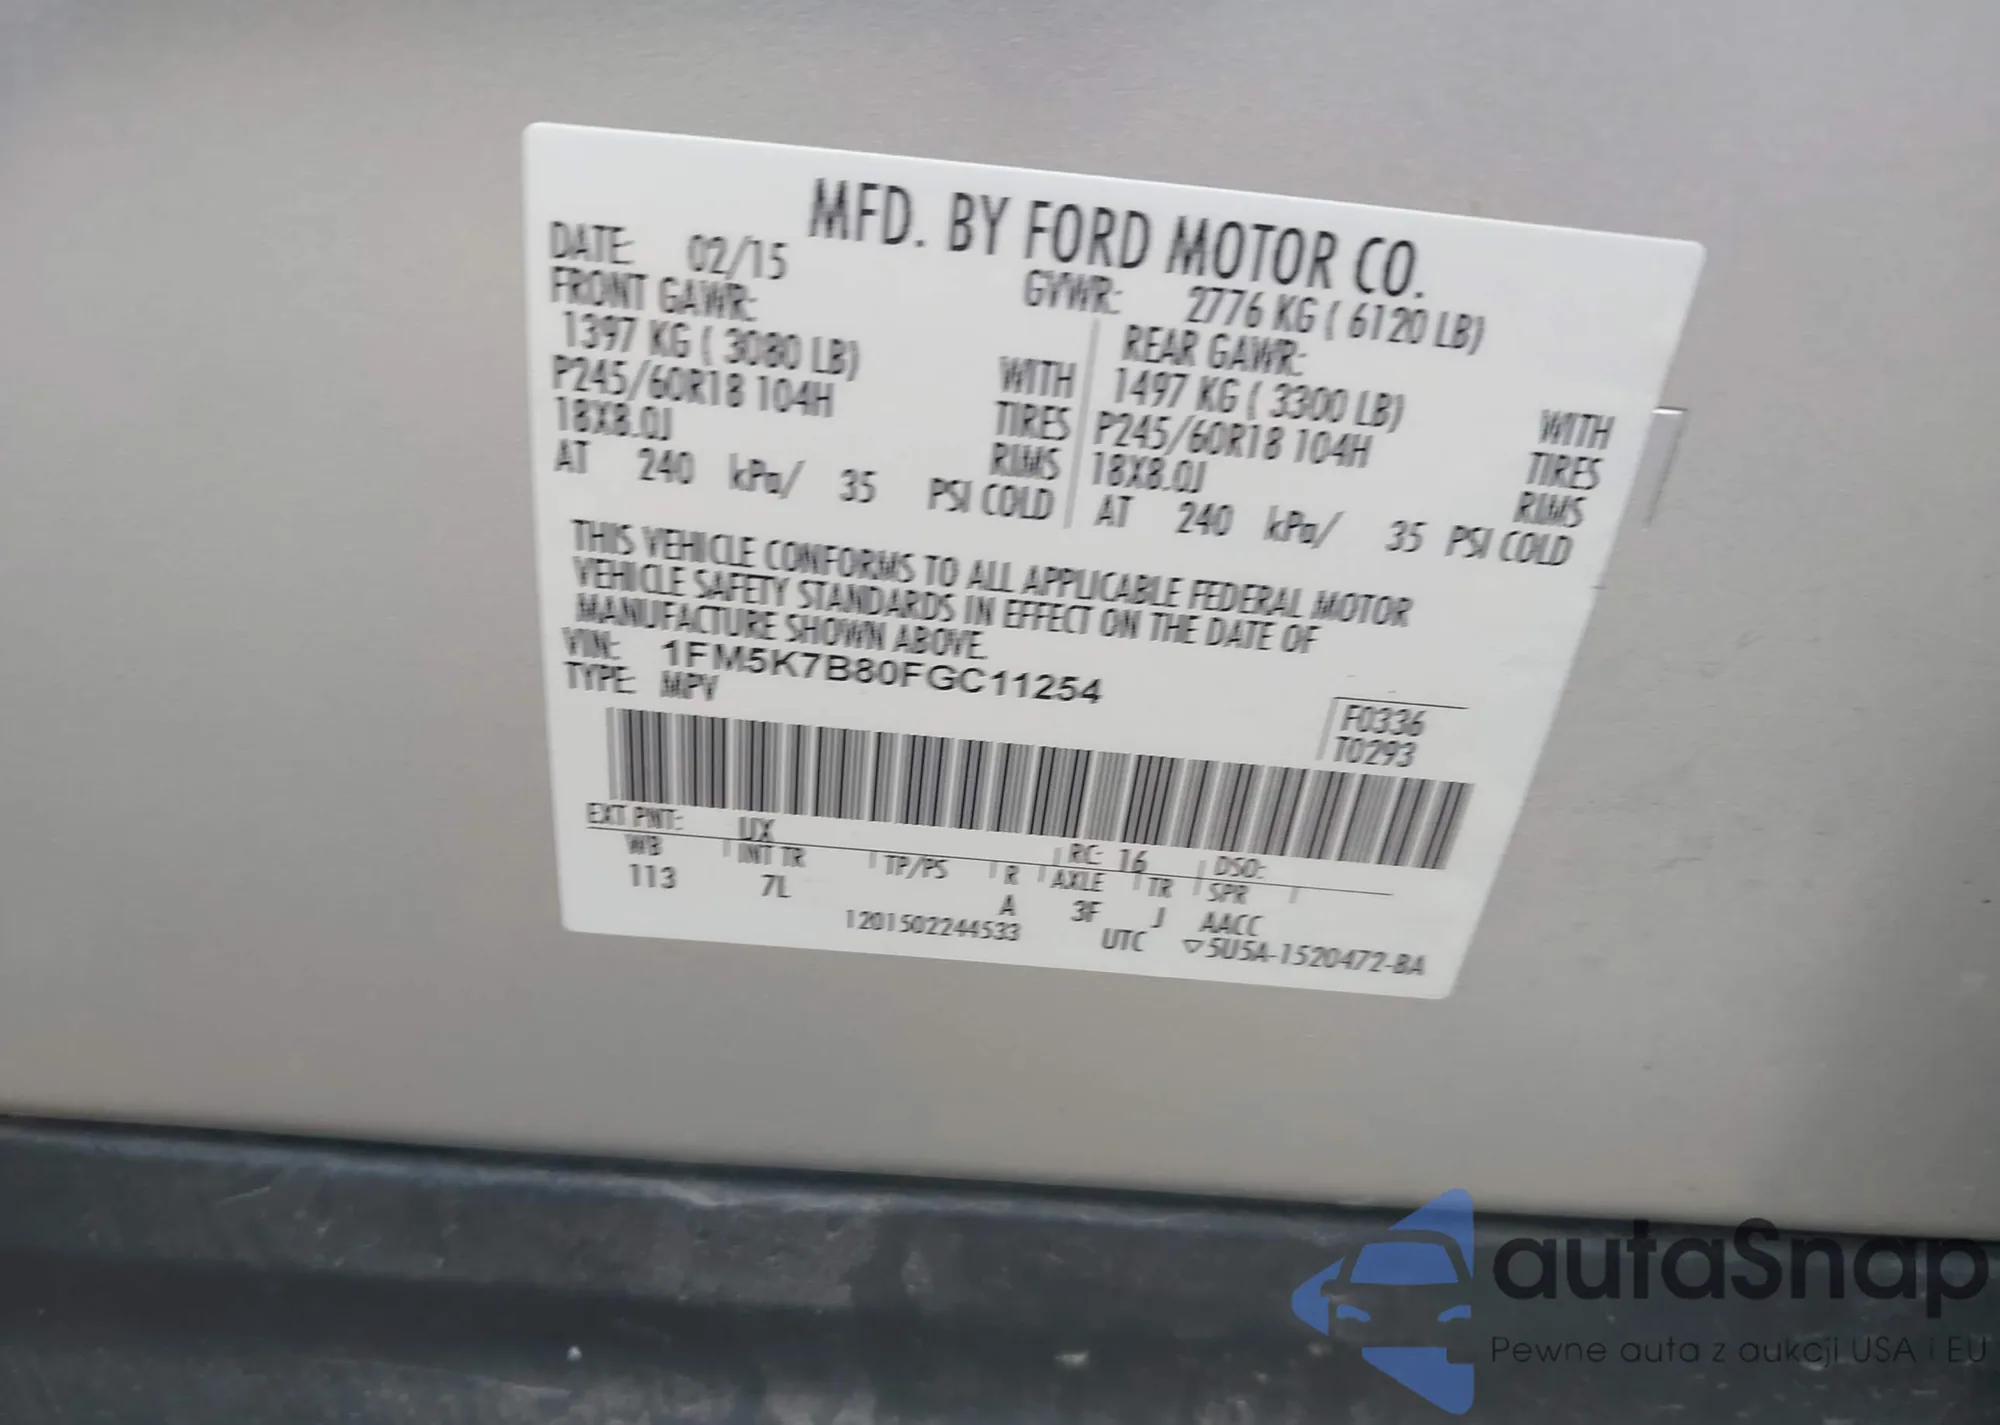 MFD. BY FORD MOTOR CO.
DATE: 02/15 GVWR: 2776 KG ( 6120 LB)
FRONT GAWR: REAR GAWR:
1397 KG ( 3080 LB) WITH 1497 KG ( 3300 LB) WITH
P245/60R18 104H TIRES P245/60R18 104H TIRES
18X8.0J RIMS 18X8.0J RIMS
AT 240 kPa/ 35 PSI COLD AT 240 kPa/ 35 PSI COLD
THIS VEHICLE CONFORMS TO ALL APPLICABLE FEDERAL MOTOR
VEHICLE SAFETY STANDARDS IN EFFECT ON THE DATE OF
MANUFACTURE SHOWN ABOVE.
VIN: 1FM5K7B80FGC11254
TYPE: MPV
F0336
T0293
EXT PNT: UX RC: 16 DSO:
WB INT TR TP/PS R AXLE TR SPR
113 7L A 3F J AACC
1201502244533 UTC ▽5U5A-1520472-BA
autaSnap
Pewne auta z aukcji USA i EU